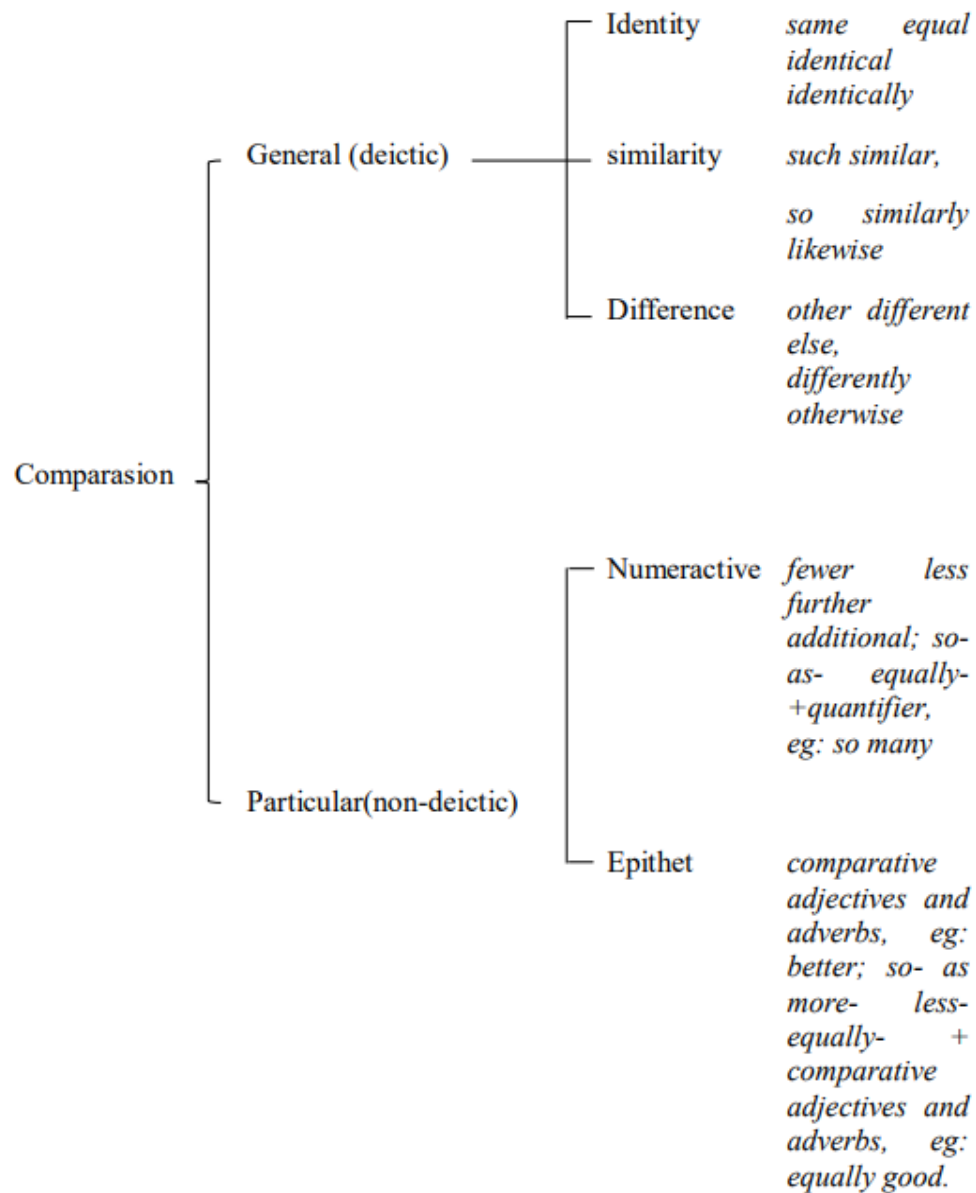 Identity same equal
identical
identically
General (deictic) similarity such similar,
so similarly
likewise
Difference other different
else,
differently
otherwise
Comparasion
Numeractive fewer less
further
additional; so-
as- equally-
+quantifier,
eg: so many
Particular(non-deictic)
Epithet comparative
adjectives and
adverbs, eg:
better; so- as
more- less-
equally- +
comparative
adjectives and
adverbs, eg:
equally good.